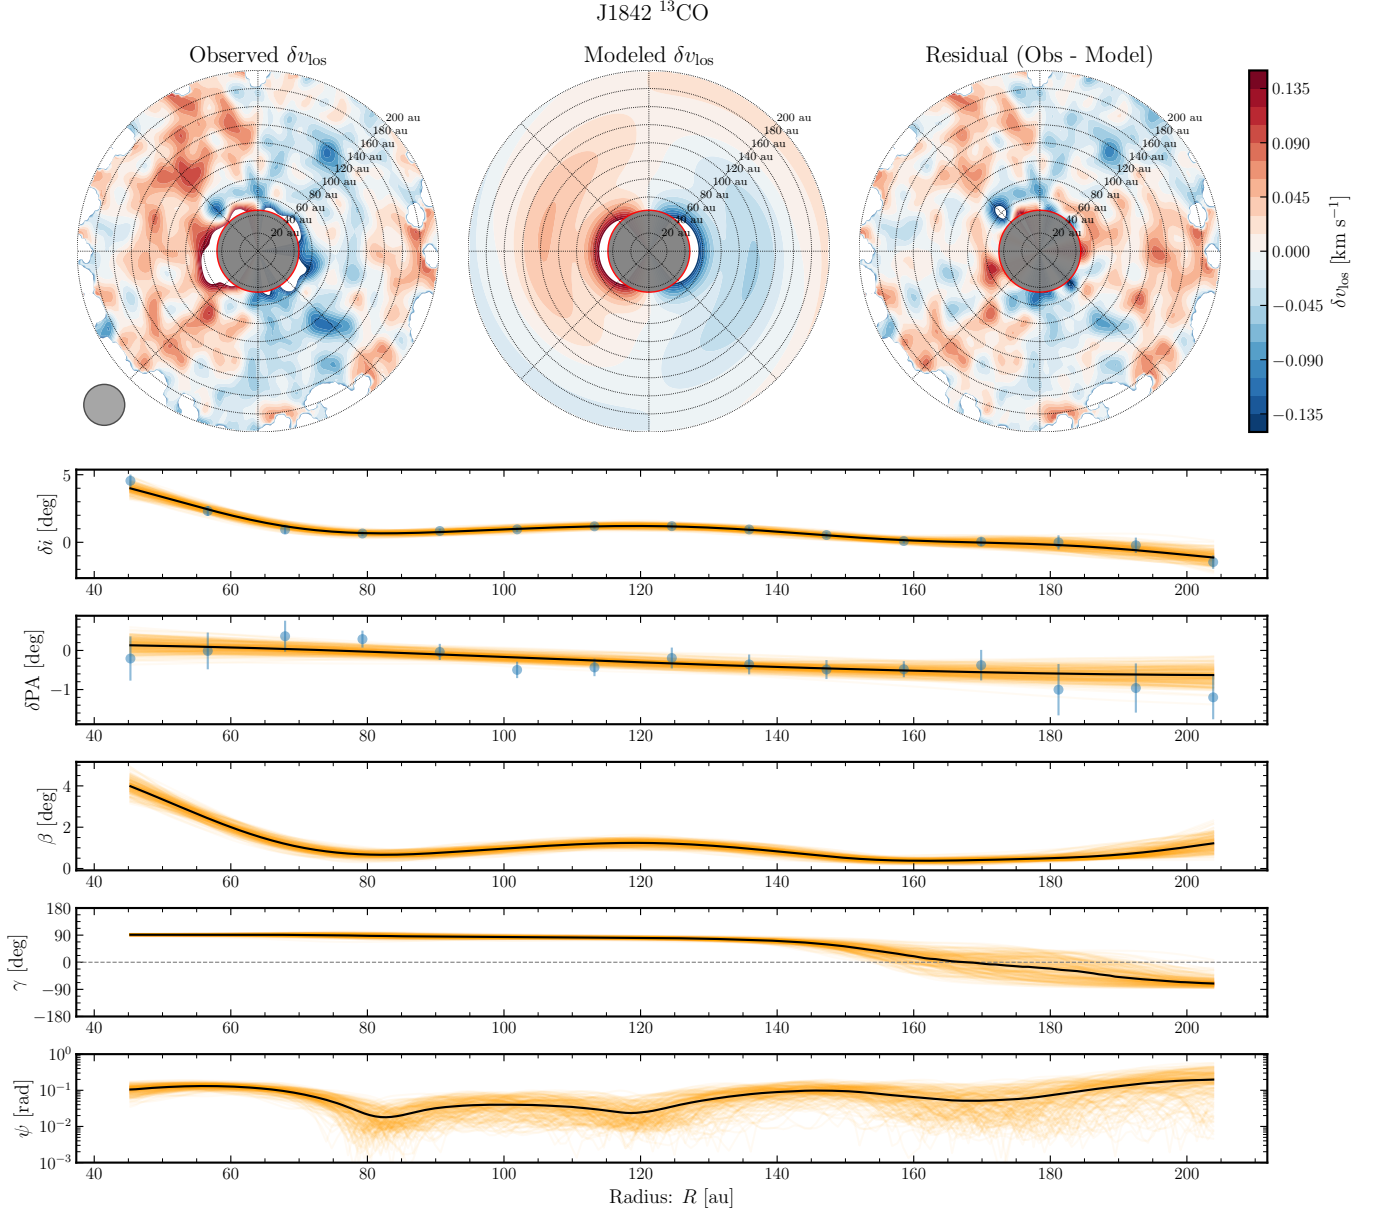 J1842 ¹³CO
Observed δv_los
Modeled δv_los
Residual (Obs - Model)
20 au
40 au
60 au
80 au
100 au
120 au
140 au
160 au
180 au
200 au
20 au
40 au
60 au
80 au
100 au
120 au
140 au
160 au
180 au
200 au
20 au
40 au
60 au
80 au
100 au
120 au
140 au
160 au
180 au
200 au
0.135
0.090
0.045
0.000
−0.045
−0.090
−0.135
δv_los [km s⁻¹]
δi [deg]
5
0
40 60 80 100 120 140 160 180 200
δPA [deg]
0
−1
40 60 80 100 120 140 160 180 200
β [deg]
4
2
0
40 60 80 100 120 140 160 180 200
γ [deg]
180
90
0
−90
−180
40 60 80 100 120 140 160 180 200
ψ [rad]
10⁰
10⁻¹
10⁻²
10⁻³
40 60 80 100 120 140 160 180 200
Radius: R [au]